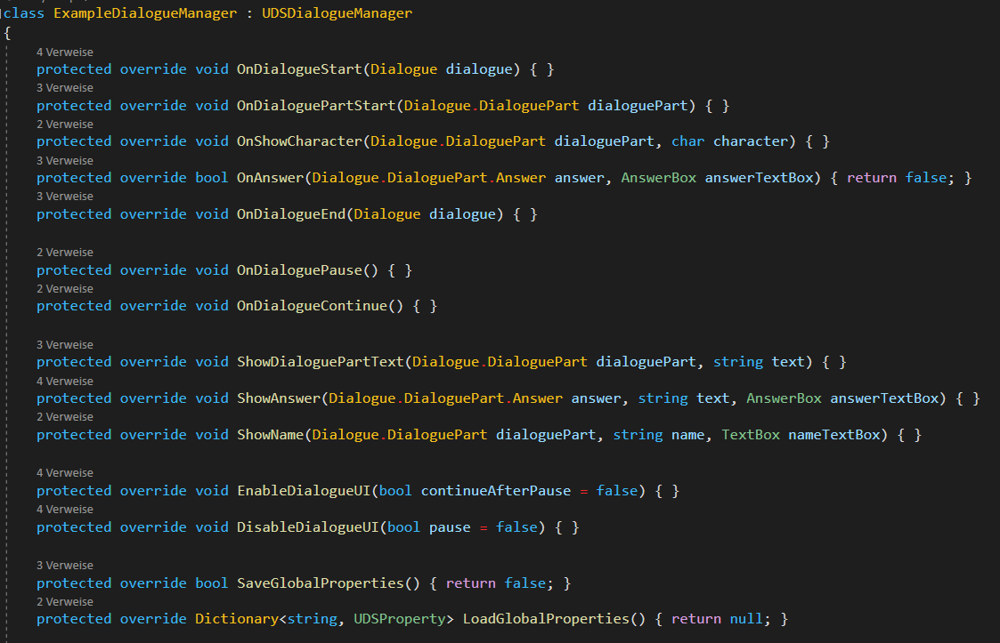 class ExampleDialogueManager : UDSDialogueManager
{
4 Verweise
protected override void OnDialogueStart(Dialogue dialogue) { }
3 Verweise
protected override void OnDialoguePartStart(Dialogue.DialoguePart dialoguePart) { }
2 Verweise
protected override void OnShowCharacter(Dialogue.DialoguePart dialoguePart, char character) { }
3 Verweise
protected override bool OnAnswer(Dialogue.DialoguePart.Answer answer, AnswerBox answerTextBox) { return false; }
3 Verweise
protected override void OnDialogueEnd(Dialogue dialogue) { }
2 Verweise
protected override void OnDialoguePause() { }
2 Verweise
protected override void OnDialogueContinue() { }
3 Verweise
protected override void ShowDialoguePartText(Dialogue.DialoguePart dialoguePart, string text) { }
4 Verweise
protected override void ShowAnswer(Dialogue.DialoguePart.Answer answer, string text, AnswerBox answerTextBox) { }
2 Verweise
protected override void ShowName(Dialogue.DialoguePart dialoguePart, string name, TextBox nameTextBox) { }
4 Verweise
protected override void EnableDialogueUI(bool continueAfterPause = false) { }
4 Verweise
protected override void DisableDialogueUI(bool pause = false) { }
3 Verweise
protected override bool SaveGlobalProperties() { return false; }
2 Verweise
protected override Dictionary<string, UDSProperty> LoadGlobalProperties() { return null; }